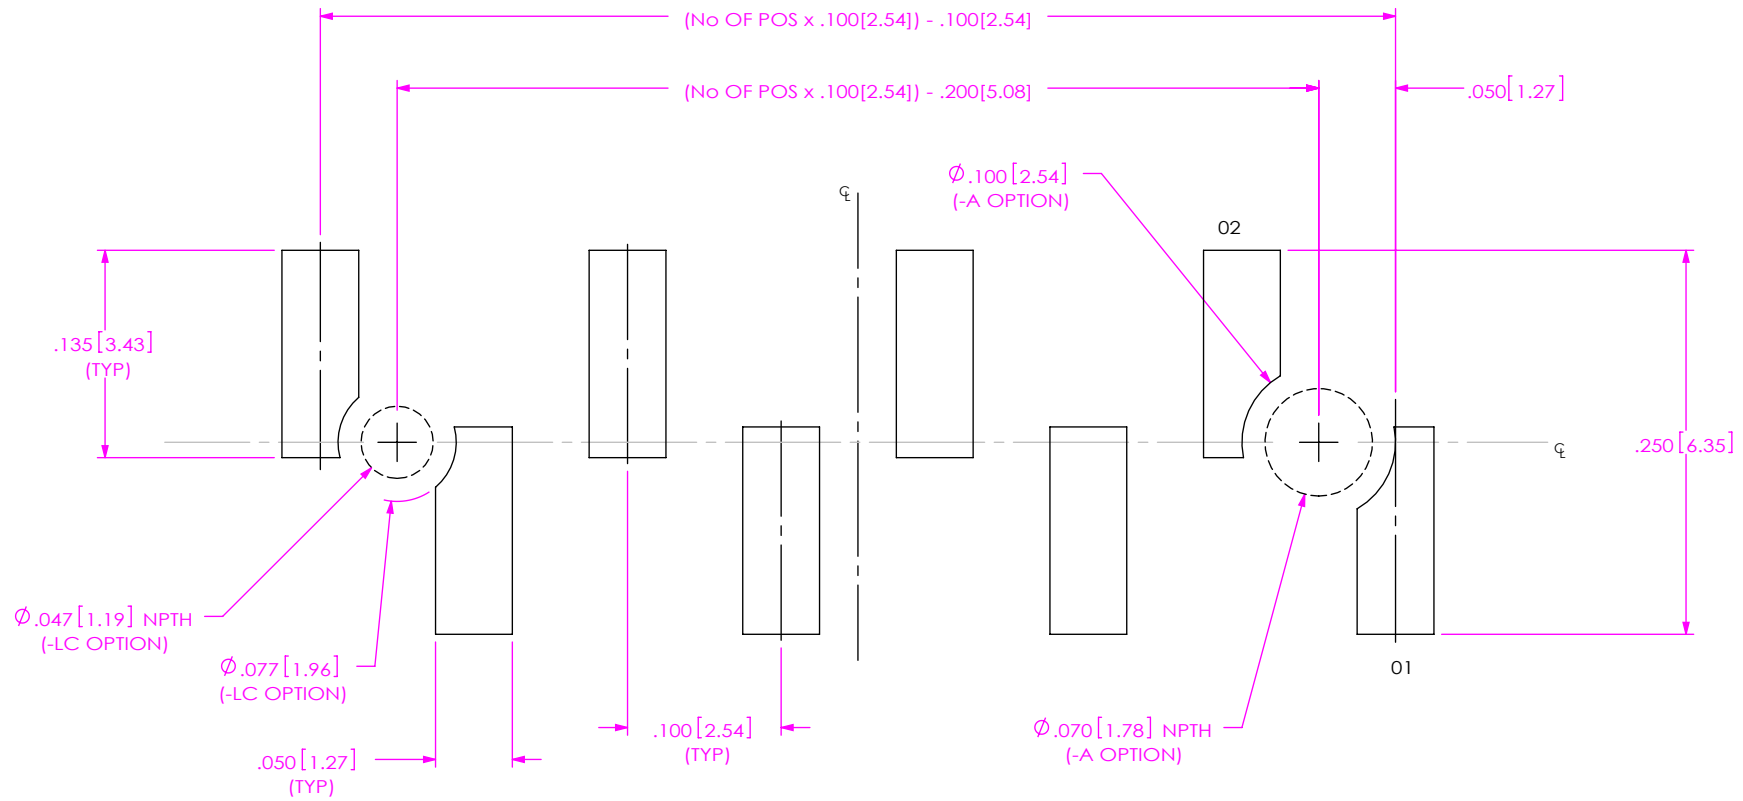 (No OF POS x .100[2.54]) - .100[2.54]
(No OF POS x .100[2.54]) - .200[5.08]
.050[1.27]
Ø.100[2.54]
(-A OPTION)
℄
02
.135[3.43]
(TYP)
.250[6.35]
℄
Ø.047[1.19] NPTH
(-LC OPTION)
Ø.077[1.96]
(-LC OPTION)
01
.100[2.54]
(TYP)
Ø.070[1.78] NPTH
(-A OPTION)
.050[1.27]
(TYP)